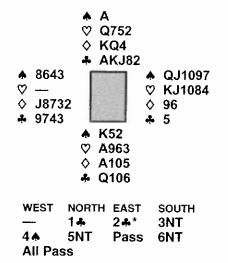 ♠ A
♡ Q752
♢ KQ4
♣ AKJ82
♠ 8643 ♠ QJ1097
♡ — ♡ KJ1084
♢ J8732 ♢ 96
♣ 9743 ♣ 5
♠ K52
♡ A963
♢ A105
♣ Q106
WEST NORTH EAST SOUTH
— 1♣ 2♣* 3NT
4♠ 5NT Pass 6NT
All Pass